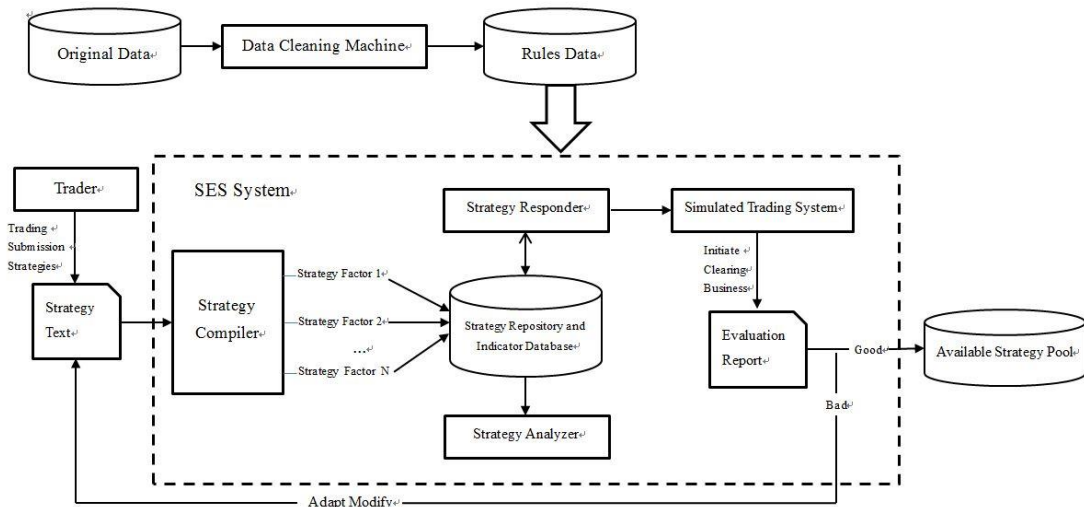 Original Data
Data Cleaning Machine
Rules Data
SES System
Trader
Trading
Submission
Strategies
Strategy
Text
Strategy
Compiler
Strategy Factor 1
Strategy Factor 2
...
Strategy Factor N
Strategy Responder
Strategy Repository and
Indicator Database
Strategy Analyzer
Simulated Trading System
Initiate
Clearing
Business
Evaluation
Report
Good
Bad
Available Strategy Pool
Adapt Modify